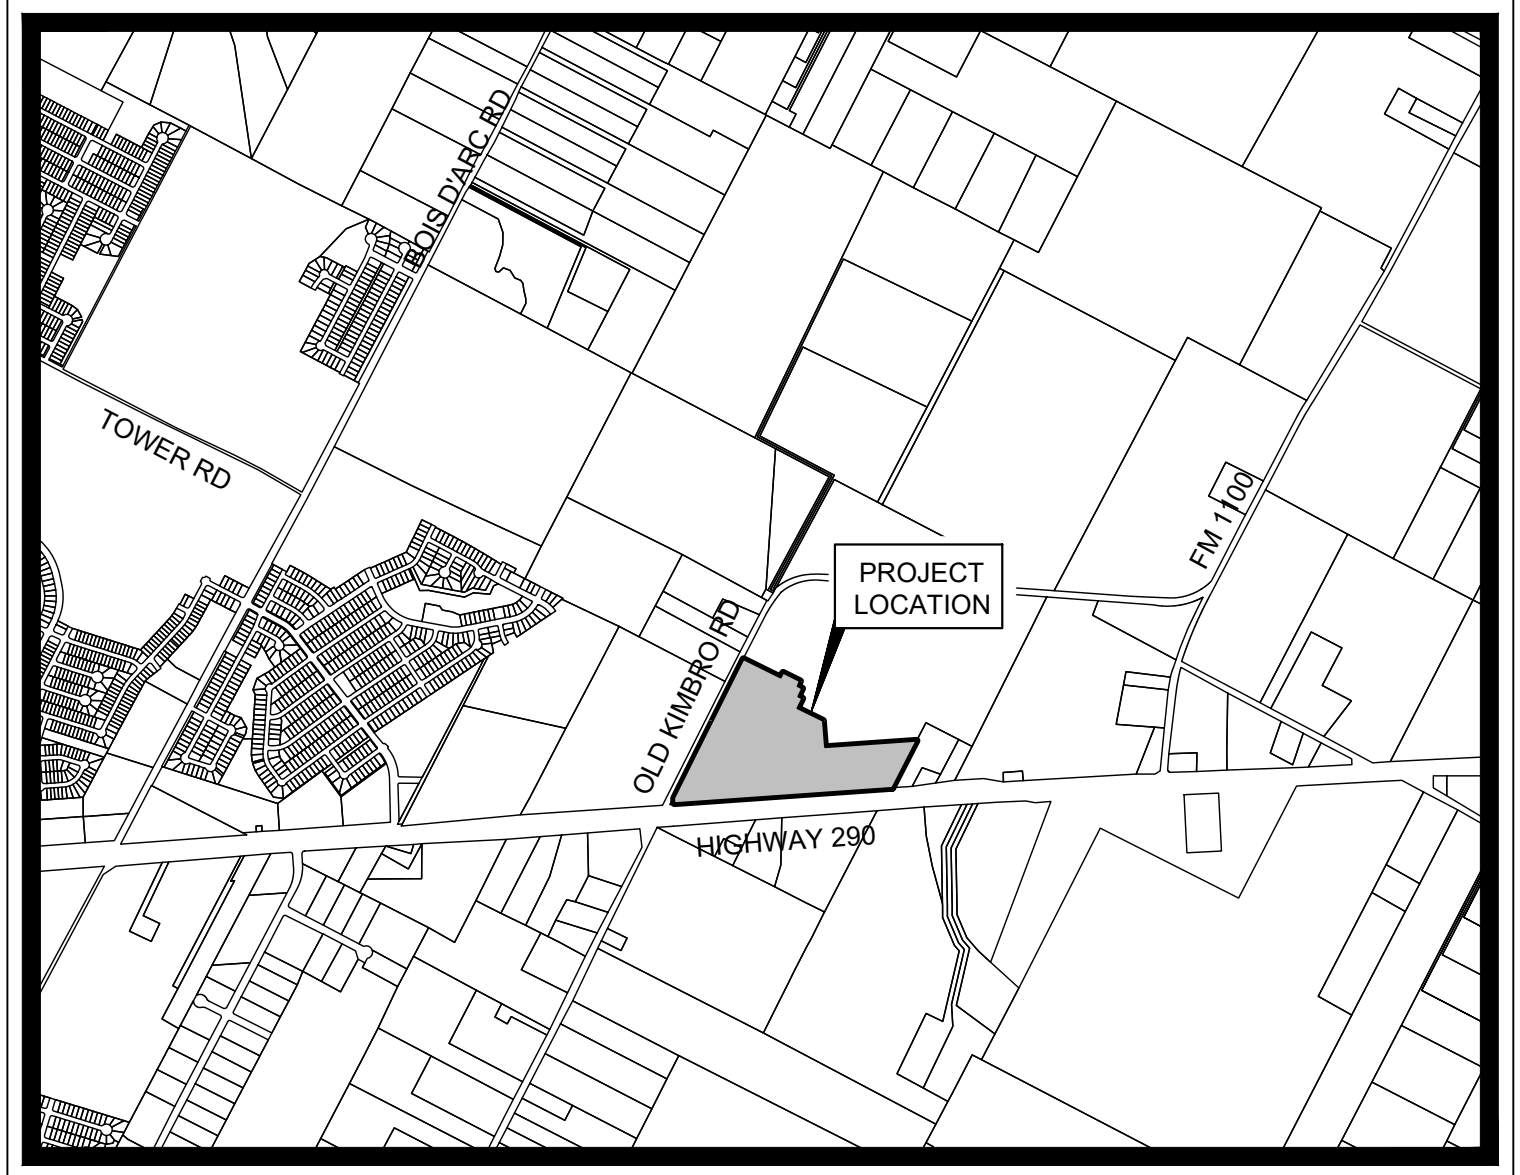 BOIS D'ARC RD
TOWER RD
FM 1100
PROJECT
LOCATION
OLD KIMBRO RD
HIGHWAY 290